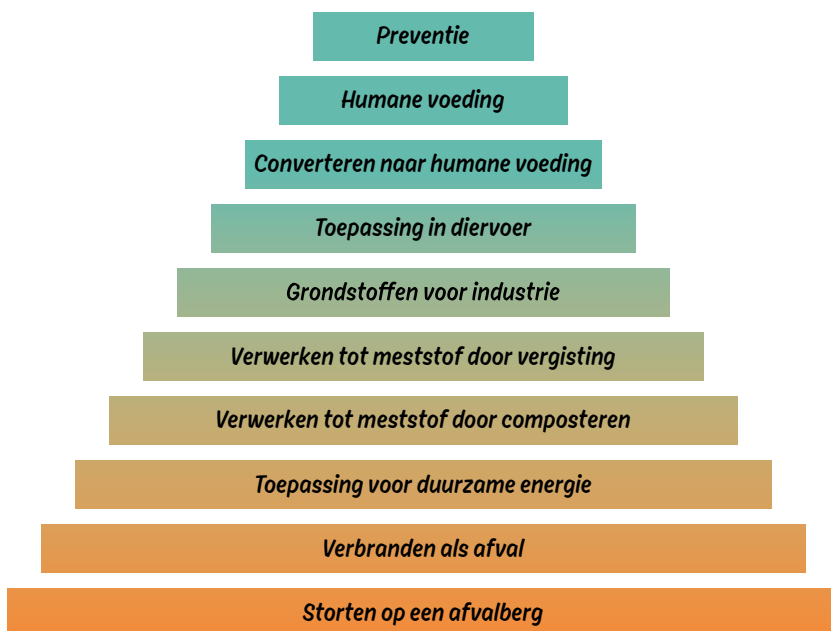 Preventie
Humane voeding
Converteren naar humane voeding
Toepassing in diervoer
Grondstoffen voor industrie
Verwerken tot meststof door vergisting
Verwerken tot meststof door composteren
Toepassing voor duurzame energie
Verbranden als afval
Storten op een afvalberg